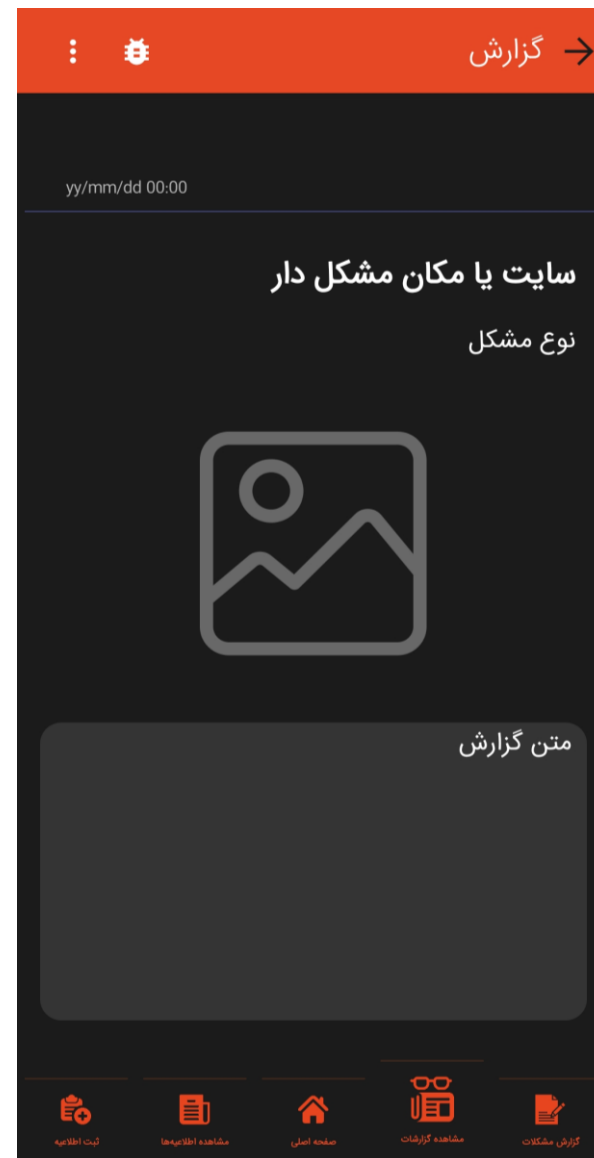 گزارش
yy/mm/dd 00:00
سایت یا مکان مشکل دار
نوع مشکل
متن گزارش
گزارش مشکلات
مشاهده گزارشات
صفحه اصلی
مشاهده اطلاعیه‌ها
ثبت اطلاعیه